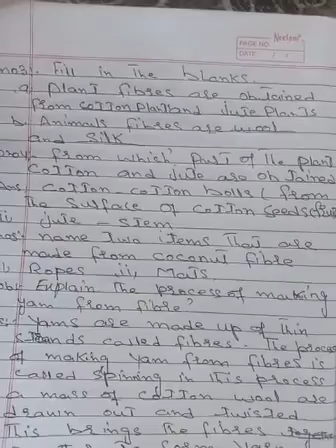 Neelam
PAGE NO.
DATE: / /
no3. Fill in the blanks.
a plant fibres are obtained
from cotton plant and jute plants
b. Animals fibres are wool
and silk
from which part of the plant
cotton and jute are obtained
cotton - cotton bolls (from
the surface of cotton seeds
ii, jute - stem
name two items that are
made from coconut fibre
Ropes ii, Mats
Explain the process of making
yarn from fibre?
yarns are made up of thin
strands called fibres. The process
of making yarn from fibres is
called spinning in this process
a mass of cotton wool are
drawn out and twisted
This brings the fibres